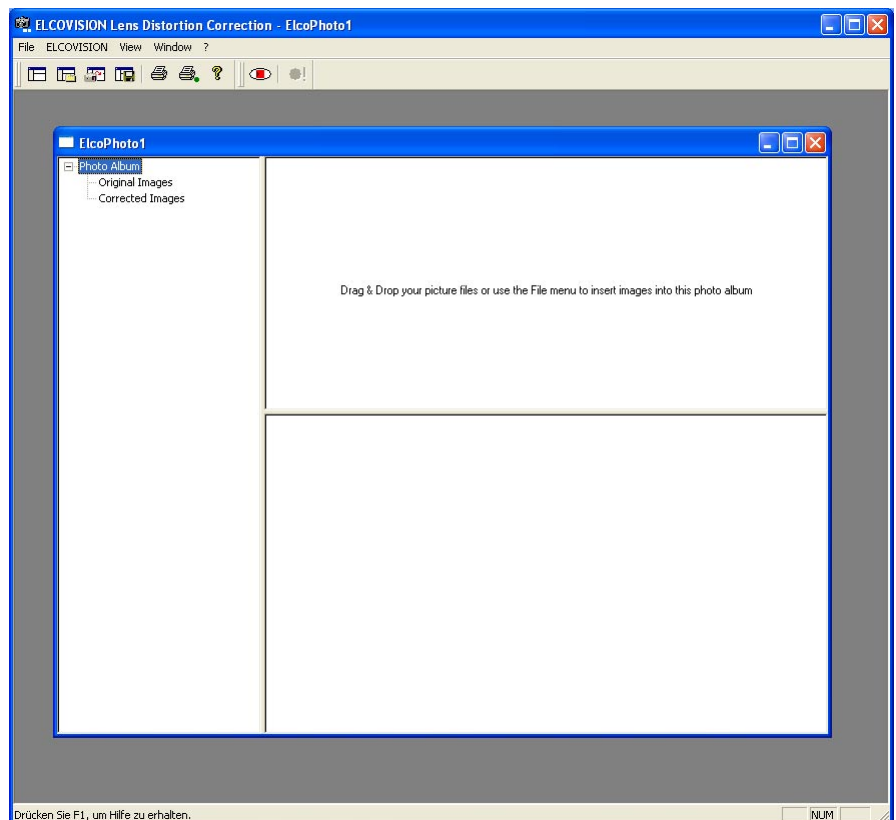 ELCOVISION Lens Distortion Correction - ElcoPhoto1
File ELCOVISION View Window ?
ElcoPhoto1
Photo Album
Original Images
Corrected Images
Drag & Drop your picture files or use the File menu to insert images into this photo album
Drücken Sie F1, um Hilfe zu erhalten.
NUM